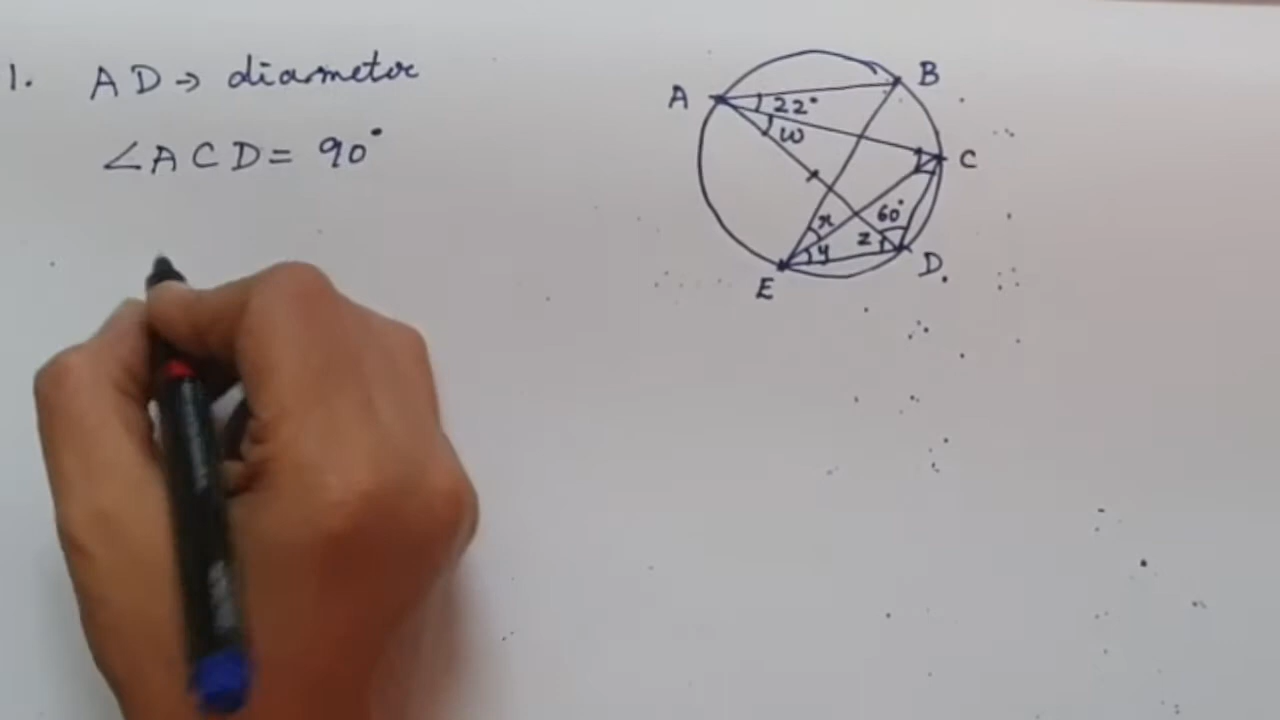 1. AD → diameter
∠ACD = 90°
A
B
22°
w
C
x
60°
z
y
D.
E